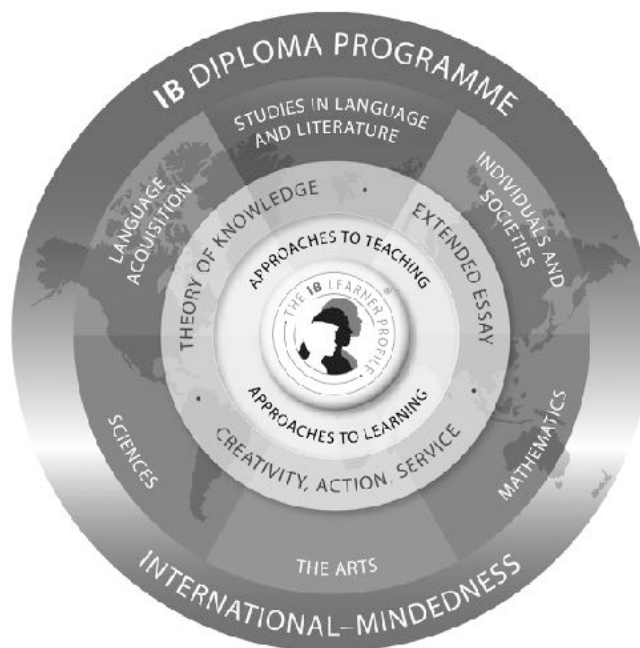 IB DIPLOMA PROGRAMME
STUDIES IN LANGUAGE
AND LITERATURE
LANGUAGE
ACQUISITION
INDIVIDUALS AND
SOCIETIES
THEORY OF KNOWLEDGE
EXTENDED ESSAY
APPROACHES TO TEACHING
THE IB LEARNER PROFILE
®
APPROACHES TO LEARNING
CREATIVITY, ACTION, SERVICE
SCIENCES
MATHEMATICS
THE ARTS
INTERNATIONAL–MINDEDNESS